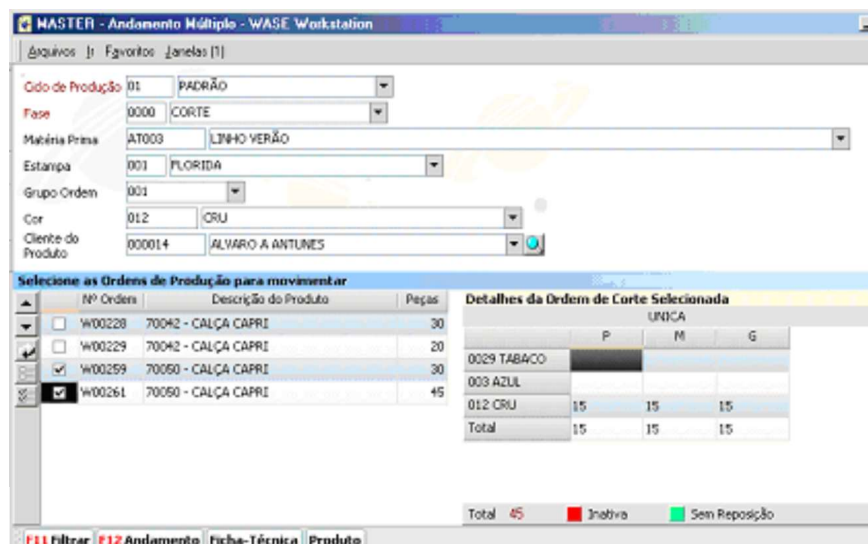 MASTER - Andamento Múltiplo - WASE Workstation
Arquivos Ir Favoritos Janelas [1]
Ciclo de Produção 01 PADRÃO
Fase 0000 CORTE
Matéria Prima AT003 LINHO VERÃO
Estampa 001 FLORIDA
Grupo Ordem 001
Cor 012 CRU
Cliente do Produto 000014 ALVARO A ANTUNES
Selecione as Ordens de Produção para movimentar
Nº Ordem Descrição do Produto Peças
W00228 70042 - CALÇA CAPRI 30
W00229 70042 - CALÇA CAPRI 20
W00259 70050 - CALÇA CAPRI 30
W00261 70050 - CALÇA CAPRI 45
Detalhes da Ordem de Corte Selecionada
UNICA
P M G
0029 TABACO
003 AZUL
012 CRU 15 15 15
Total 15 15 15
Total 45 Inativa Sem Reposição
F11 Filtrar F12 Andamento Ficha-Técnica Produto